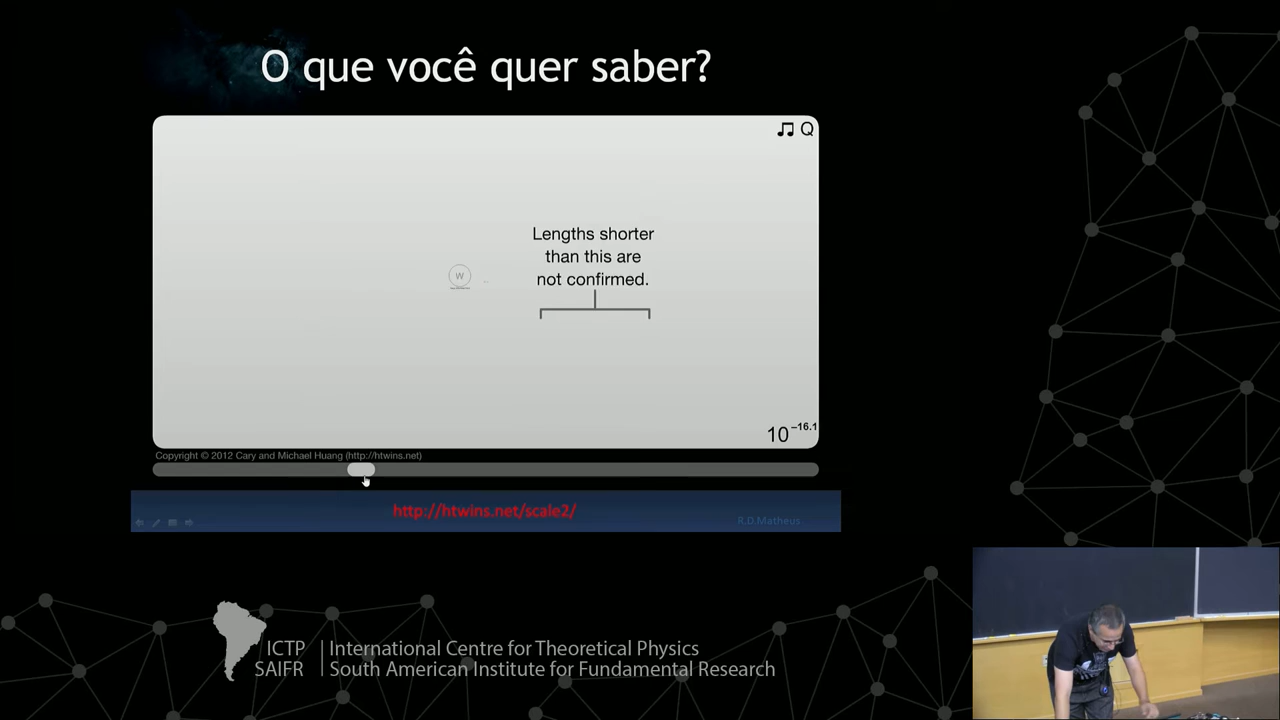 O que você quer saber?
Q
Lengths shorter
than this are
not confirmed.
W
10^-16.1
Copyright © 2012 Cary and Michael Huang (http://htwins.net)
http://htwins.net/scale2/
R.D.Matheus
ICTP
SAIFR
International Centre for Theoretical Physics
South American Institute for Fundamental Research